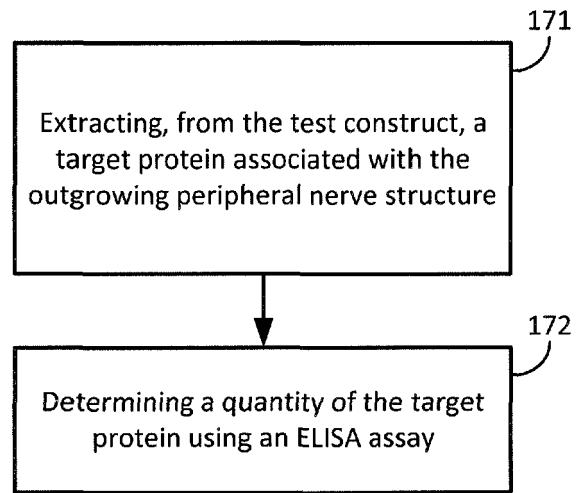 171
Extracting, from the test construct, a
target protein associated with the
outgrowing peripheral nerve structure
172
Determining a quantity of the target
protein using an ELISA assay